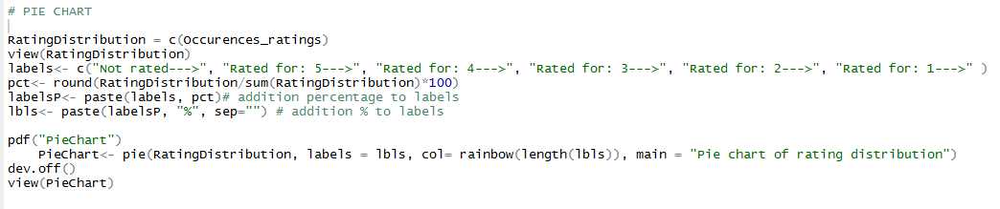 # PIE CHART
RatingDistribution = c(Occurences_ratings)
view(RatingDistribution)
labels<- c("Not rated--->", "Rated for: 5--->", "Rated for: 4--->", "Rated for: 3--->", "Rated for: 2--->", "Rated for: 1--->" )
pct<- round(RatingDistribution/sum(RatingDistribution)*100)
labelsP<- paste(labels, pct)# addition percentage to labels
lbls<- paste(labelsP, "%", sep="") # addition % to labels
pdf("PieChart")
PieChart<- pie(RatingDistribution, labels = lbls, col= rainbow(length(lbls)), main = "Pie chart of rating distribution")
dev.off()
view(PieChart)